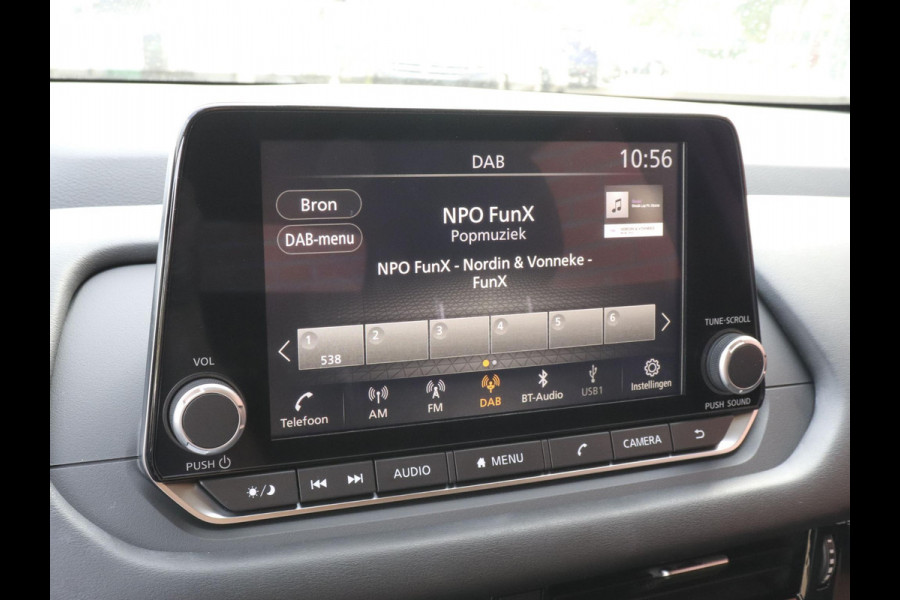 DAB
10:56
Bron
DAB-menu
NPO FunX
Popmuziek
NPO FunX - Nordin & Vonneke -
FunX
1 2 3 4 5 6
538
Telefoon
AM
FM
DAB
BT-Audio
USB1
Instellingen
VOL
PUSH
TUNE-SCROLL
PUSH SOUND
AUDIO
MENU
CAMERA